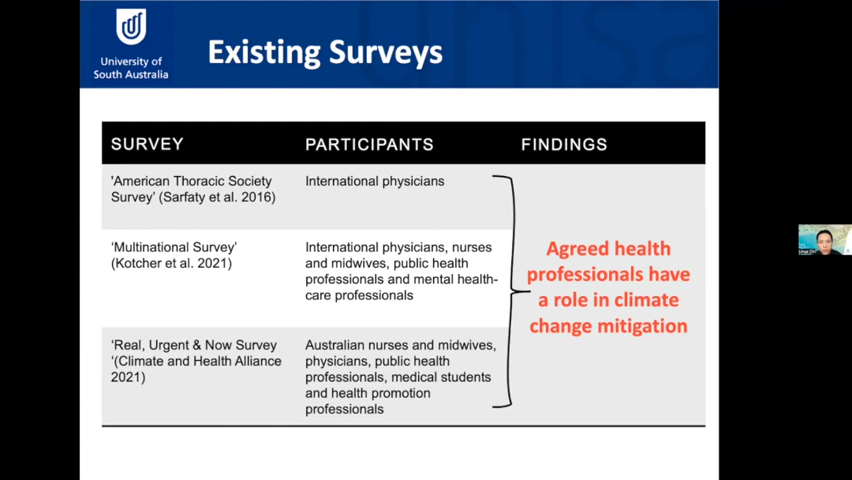 University of
South Australia
Existing Surveys
SURVEY
PARTICIPANTS
FINDINGS
'American Thoracic Society
Survey' (Sarfaty et al. 2016)
International physicians
'Multinational Survey'
(Kotcher et al. 2021)
International physicians, nurses
and midwives, public health
professionals and mental health-
care professionals
'Real, Urgent & Now Survey
'(Climate and Health Alliance
2021)
Australian nurses and midwives,
physicians, public health
professionals, medical students
and health promotion
professionals
Agreed health
professionals have
a role in climate
change mitigation